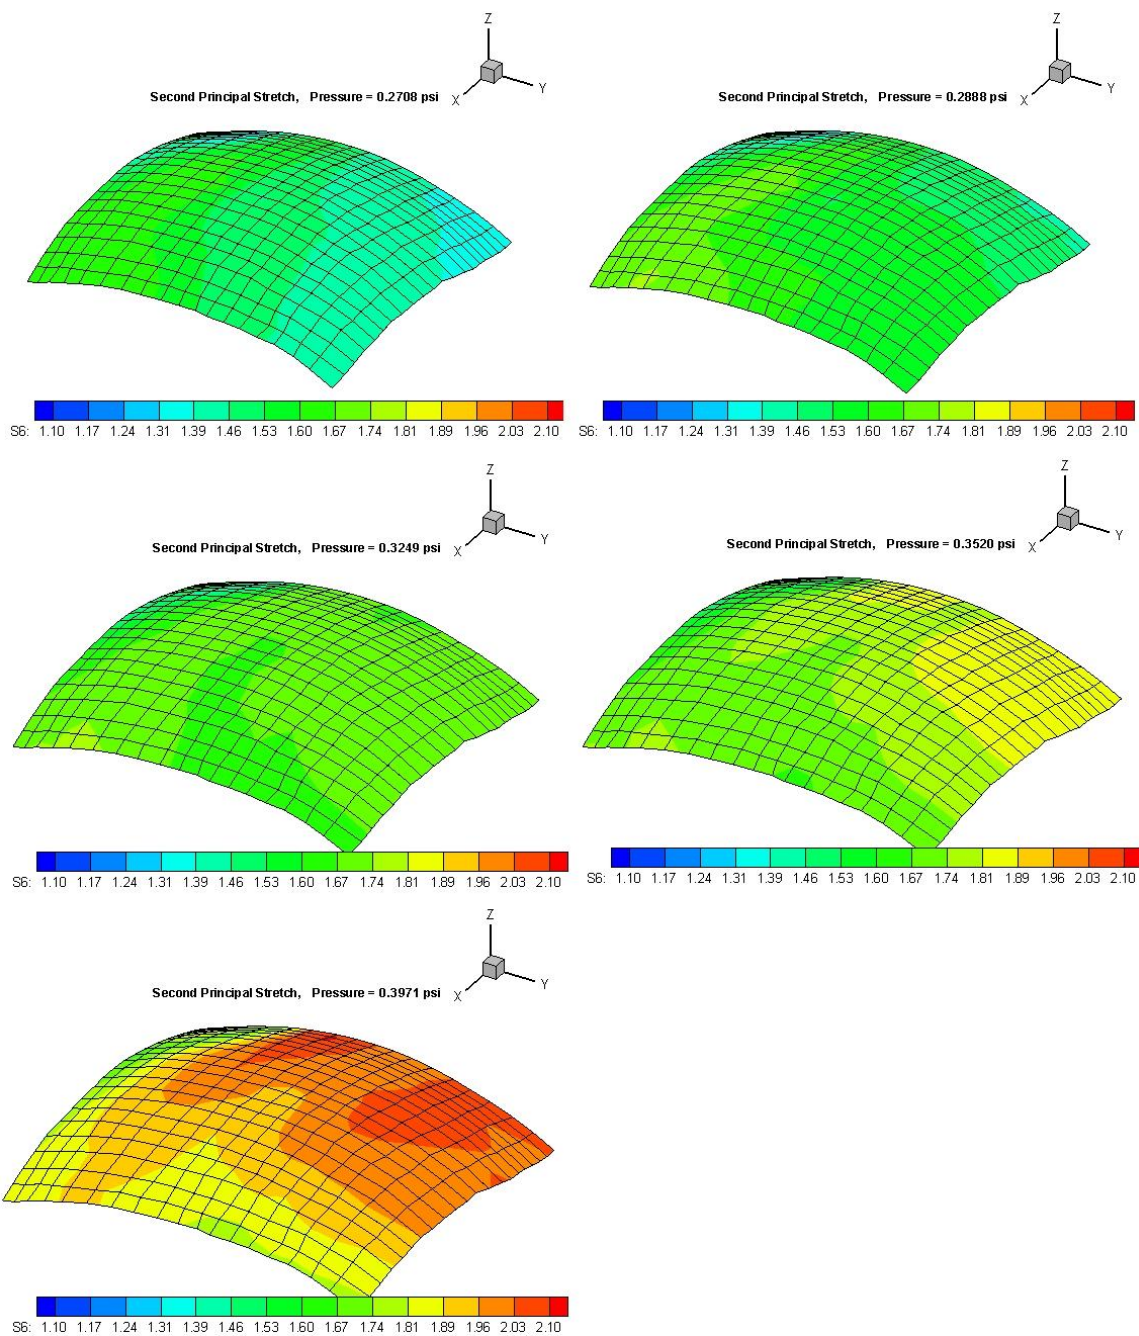 Z
X
Y
Second Principal Stretch, Pressure = 0.2708 psi
S6: 1.10 1.17 1.24 1.31 1.39 1.46 1.53 1.60 1.67 1.74 1.81 1.89 1.96 2.03 2.10
Z
X
Y
Second Principal Stretch, Pressure = 0.2888 psi
S6: 1.10 1.17 1.24 1.31 1.39 1.46 1.53 1.60 1.67 1.74 1.81 1.89 1.96 2.03 2.10
Z
X
Y
Second Principal Stretch, Pressure = 0.3249 psi
S6: 1.10 1.17 1.24 1.31 1.39 1.46 1.53 1.60 1.67 1.74 1.81 1.89 1.96 2.03 2.10
Z
X
Y
Second Principal Stretch, Pressure = 0.3520 psi
S6: 1.10 1.17 1.24 1.31 1.39 1.46 1.53 1.60 1.67 1.74 1.81 1.89 1.96 2.03 2.10
Z
X
Y
Second Principal Stretch, Pressure = 0.3971 psi
S6: 1.10 1.17 1.24 1.31 1.39 1.46 1.53 1.60 1.67 1.74 1.81 1.89 1.96 2.03 2.10